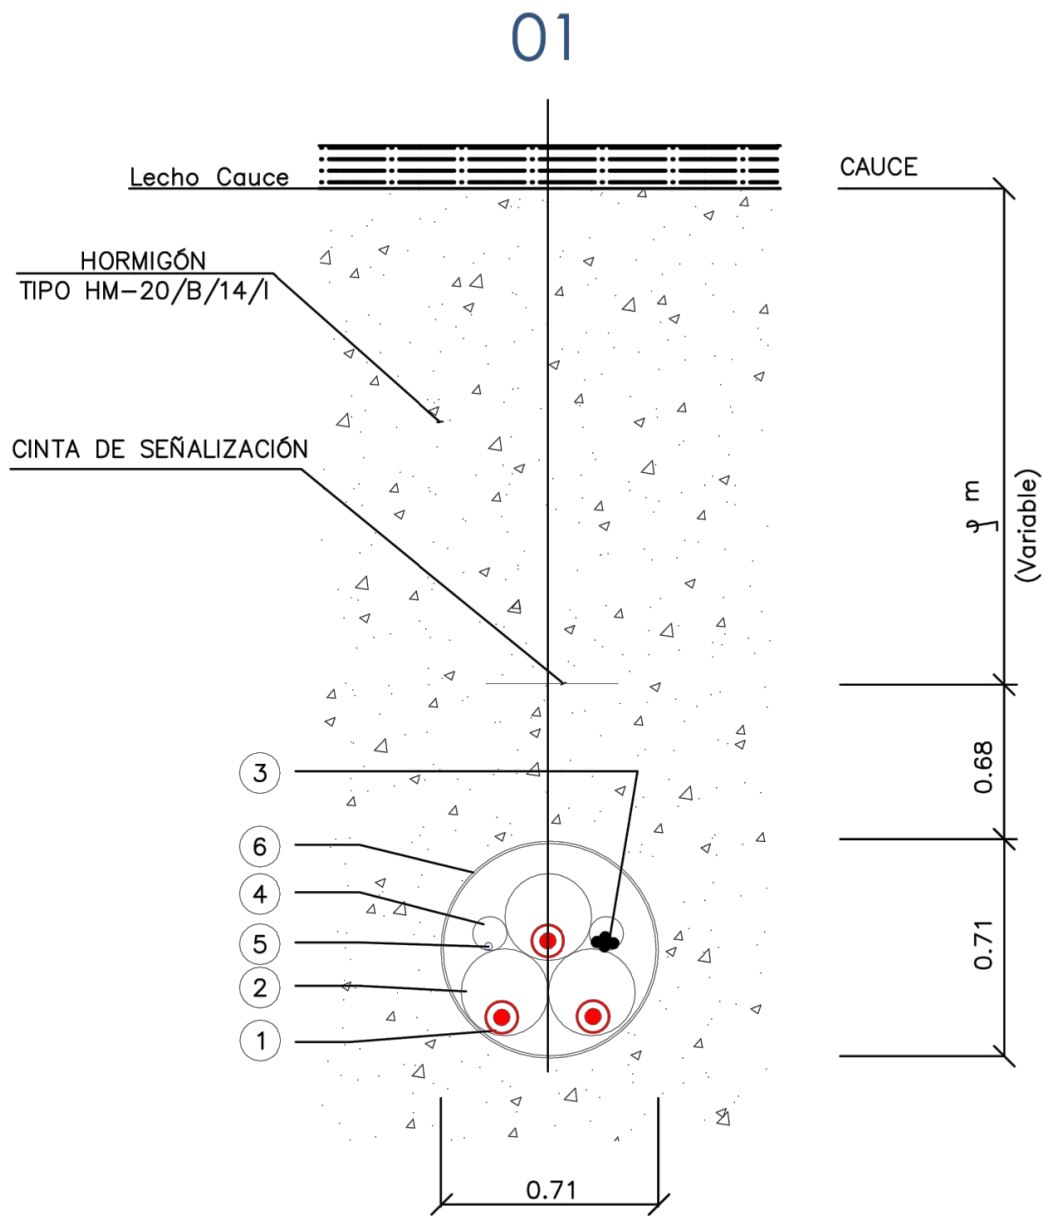 01
Lecho Cauce
CAUCE
HORMIGÓN
TIPO HM-20/B/14/I
CINTA DE SEÑALIZACIÓN
m
(Variable)
3
0.68
6
4
5
2
1
0.71
0.71